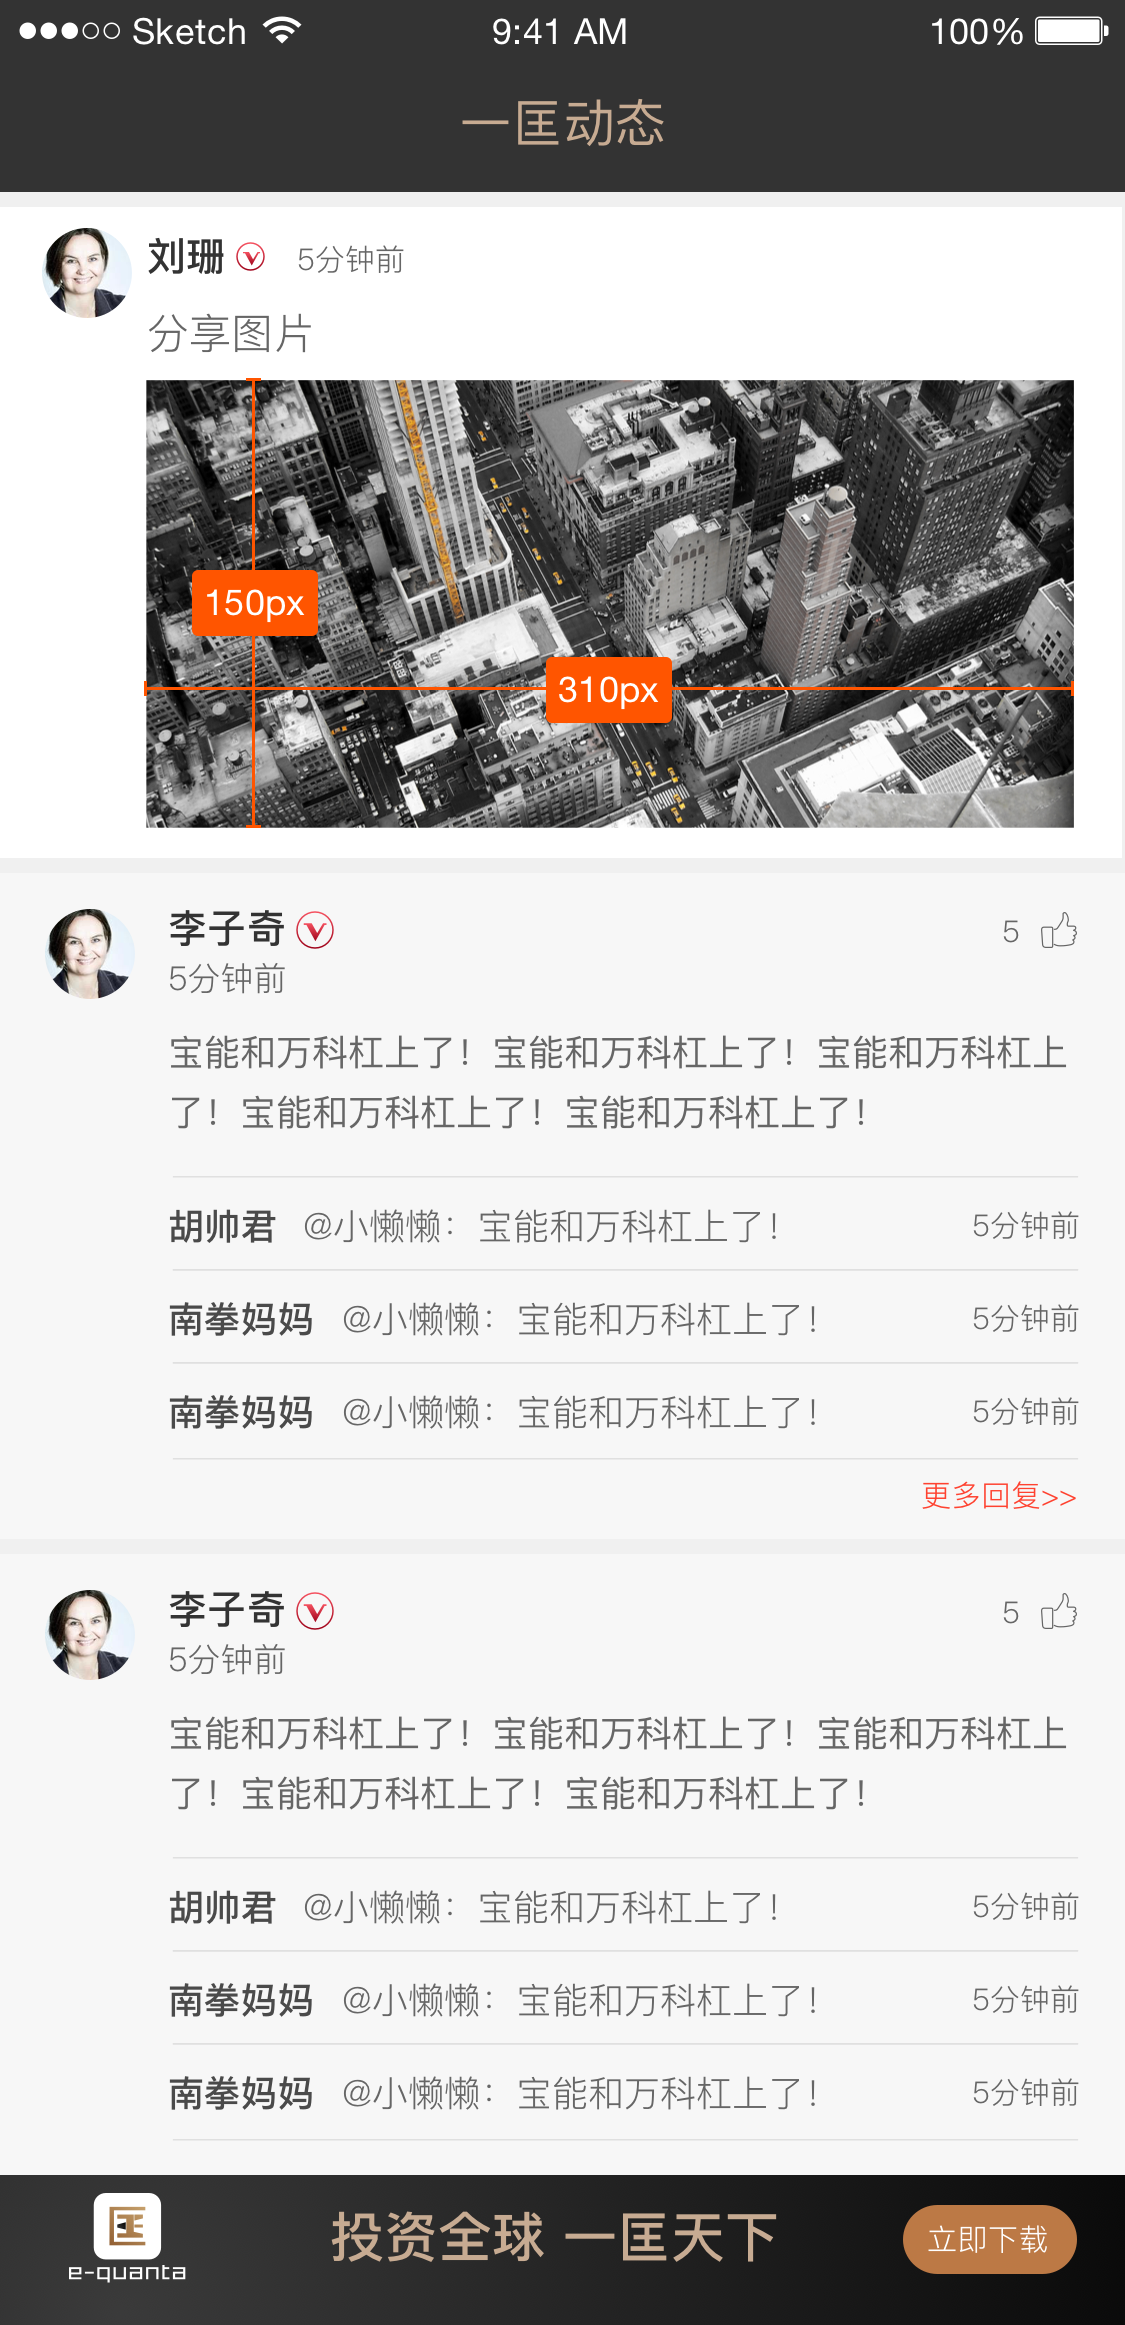 Sketch 9:41 AM 100%
一匡动态
刘珊 5分钟前
分享图片
150px
310px
李子奇 5
5分钟前
宝能和万科杠上了！宝能和万科杠上了！宝能和万科杠上
了！宝能和万科杠上了！宝能和万科杠上了！
胡帅君 @小懒懒：宝能和万科杠上了！ 5分钟前
南拳妈妈 @小懒懒：宝能和万科杠上了！ 5分钟前
南拳妈妈 @小懒懒：宝能和万科杠上了！ 5分钟前
更多回复>>
李子奇 5
5分钟前
宝能和万科杠上了！宝能和万科杠上了！宝能和万科杠上
了！宝能和万科杠上了！宝能和万科杠上了！
胡帅君 @小懒懒：宝能和万科杠上了！ 5分钟前
南拳妈妈 @小懒懒：宝能和万科杠上了！ 5分钟前
南拳妈妈 @小懒懒：宝能和万科杠上了！ 5分钟前
e-quanta
投资全球 一匡天下
立即下载